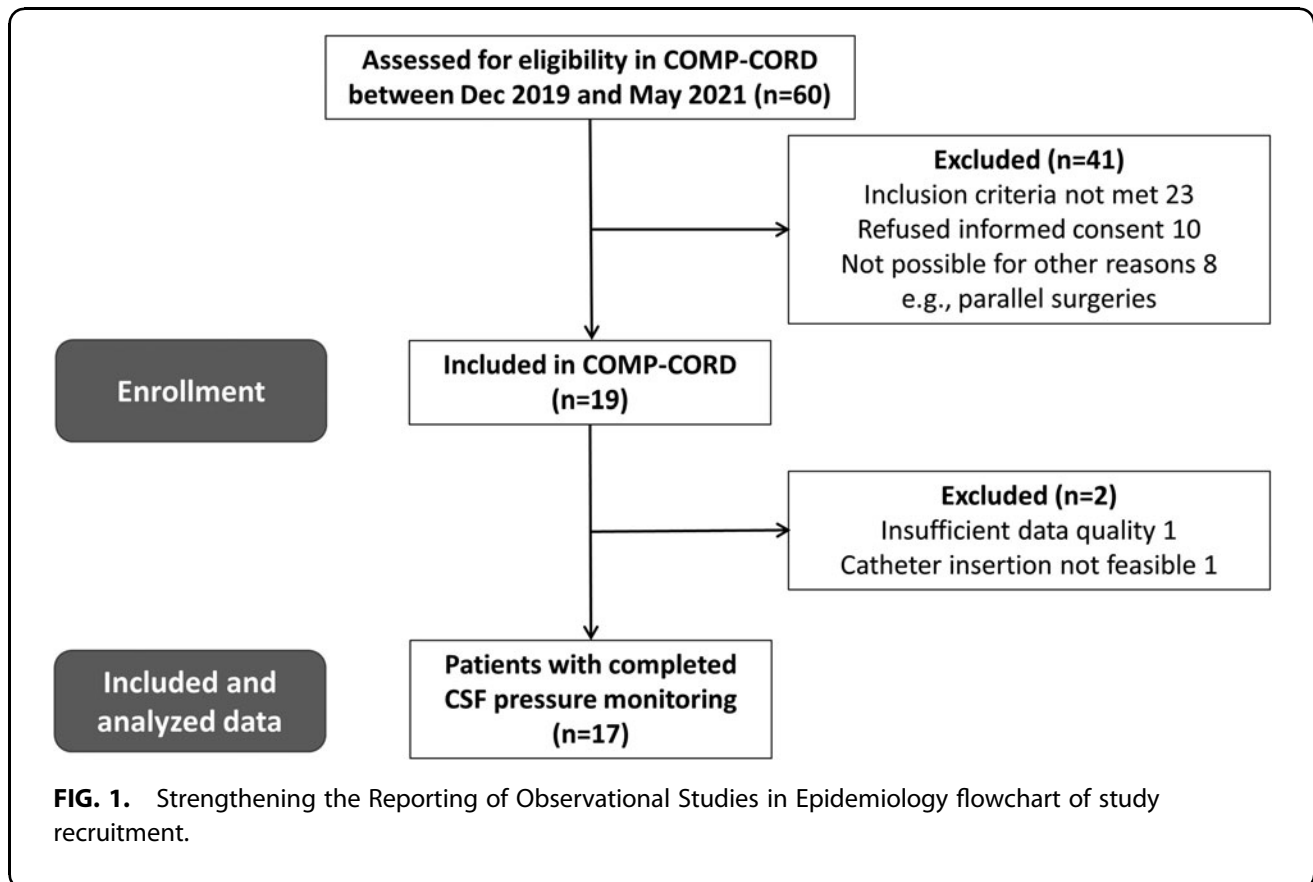 Assessed for eligibility in COMP-CORD
between Dec 2019 and May 2021 (n=60)
Excluded (n=41)
Inclusion criteria not met 23
Refused informed consent 10
Not possible for other reasons 8
e.g., parallel surgeries
Enrollment
Included in COMP-CORD
(n=19)
Excluded (n=2)
Insufficient data quality 1
Catheter insertion not feasible 1
Included and
analyzed data
Patients with completed
CSF pressure monitoring
(n=17)
FIG. 1. Strengthening the Reporting of Observational Studies in Epidemiology flowchart of study
recruitment.